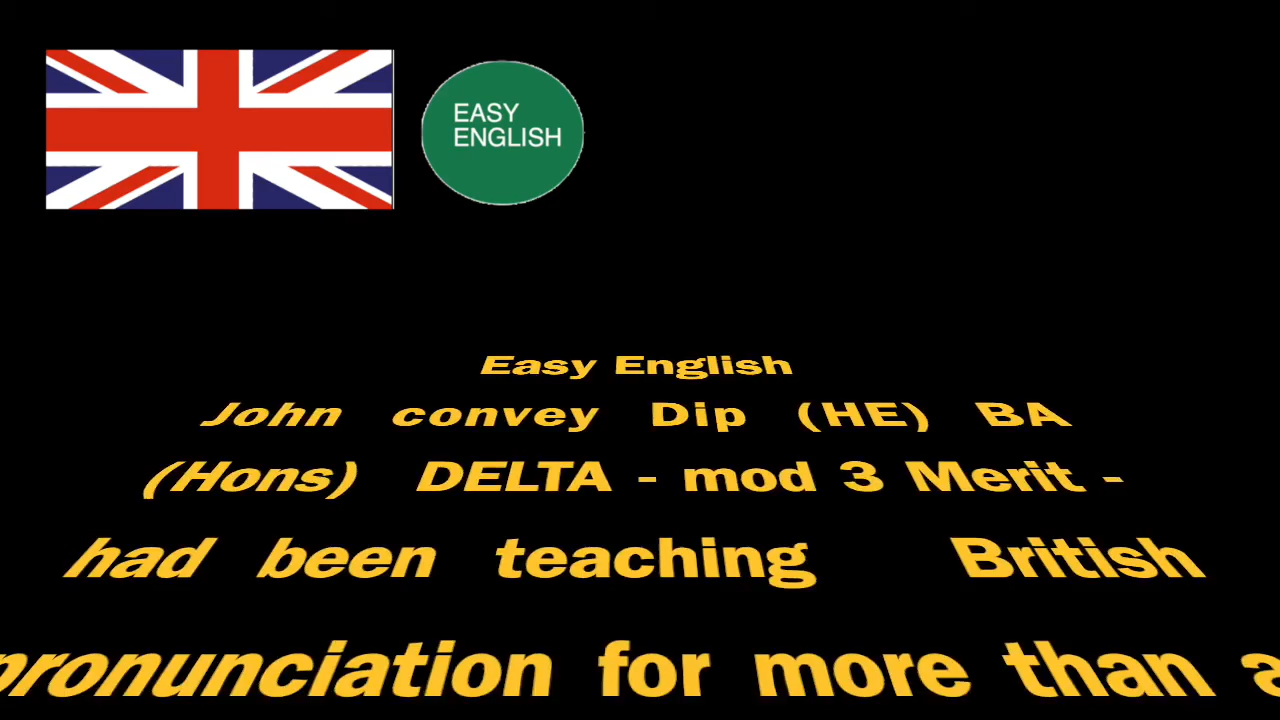 EASY
ENGLISH
Easy English
John convey Dip (HE) BA
(Hons) DELTA - mod 3 Merit -
had been teaching British
pronunciation for more than a